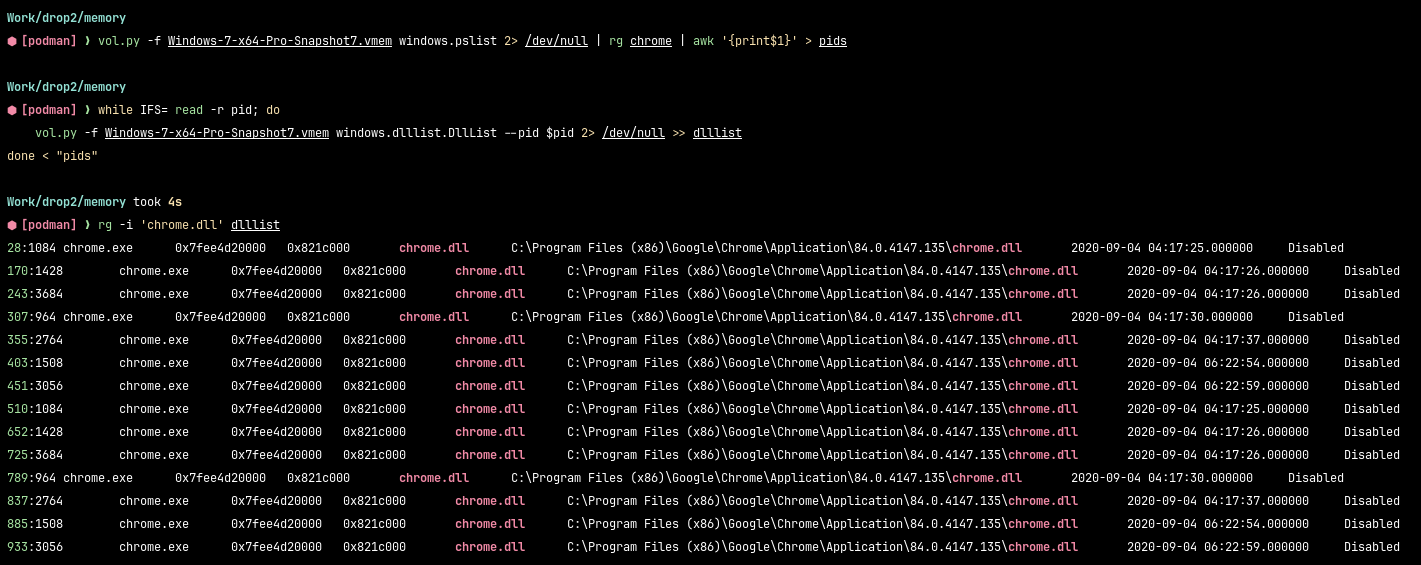 Work/drop2/memory
⬢ [podman] ❯ vol.py -f Windows-7-x64-Pro-Snapshot7.vmem windows.pslist 2> /dev/null | rg chrome | awk '{print$1}' > pids
Work/drop2/memory
⬢ [podman] ❯ while IFS= read -r pid; do
    vol.py -f Windows-7-x64-Pro-Snapshot7.vmem windows.dlllist.DllList --pid $pid 2> /dev/null >> dlllist
done < "pids"
Work/drop2/memory took 4s
⬢ [podman] ❯ rg -i 'chrome.dll' dlllist
28:1084 chrome.exe      0x7fee4d20000   0x821c000       chrome.dll      C:\Program Files (x86)\Google\Chrome\Application\84.0.4147.135\chrome.dll       2020-09-04 04:17:25.000000     Disabled
170:1428        chrome.exe      0x7fee4d20000   0x821c000       chrome.dll      C:\Program Files (x86)\Google\Chrome\Application\84.0.4147.135\chrome.dll       2020-09-04 04:17:26.000000     Disabled
243:3684        chrome.exe      0x7fee4d20000   0x821c000       chrome.dll      C:\Program Files (x86)\Google\Chrome\Application\84.0.4147.135\chrome.dll       2020-09-04 04:17:26.000000     Disabled
307:964 chrome.exe      0x7fee4d20000   0x821c000       chrome.dll      C:\Program Files (x86)\Google\Chrome\Application\84.0.4147.135\chrome.dll       2020-09-04 04:17:30.000000     Disabled
355:2764        chrome.exe      0x7fee4d20000   0x821c000       chrome.dll      C:\Program Files (x86)\Google\Chrome\Application\84.0.4147.135\chrome.dll       2020-09-04 04:17:37.000000     Disabled
403:1508        chrome.exe      0x7fee4d20000   0x821c000       chrome.dll      C:\Program Files (x86)\Google\Chrome\Application\84.0.4147.135\chrome.dll       2020-09-04 06:22:54.000000     Disabled
451:3056        chrome.exe      0x7fee4d20000   0x821c000       chrome.dll      C:\Program Files (x86)\Google\Chrome\Application\84.0.4147.135\chrome.dll       2020-09-04 06:22:59.000000     Disabled
510:1084        chrome.exe      0x7fee4d20000   0x821c000       chrome.dll      C:\Program Files (x86)\Google\Chrome\Application\84.0.4147.135\chrome.dll       2020-09-04 04:17:25.000000     Disabled
652:1428        chrome.exe      0x7fee4d20000   0x821c000       chrome.dll      C:\Program Files (x86)\Google\Chrome\Application\84.0.4147.135\chrome.dll       2020-09-04 04:17:26.000000     Disabled
725:3684        chrome.exe      0x7fee4d20000   0x821c000       chrome.dll      C:\Program Files (x86)\Google\Chrome\Application\84.0.4147.135\chrome.dll       2020-09-04 04:17:26.000000     Disabled
789:964 chrome.exe      0x7fee4d20000   0x821c000       chrome.dll      C:\Program Files (x86)\Google\Chrome\Application\84.0.4147.135\chrome.dll       2020-09-04 04:17:30.000000     Disabled
837:2764        chrome.exe      0x7fee4d20000   0x821c000       chrome.dll      C:\Program Files (x86)\Google\Chrome\Application\84.0.4147.135\chrome.dll       2020-09-04 04:17:37.000000     Disabled
885:1508        chrome.exe      0x7fee4d20000   0x821c000       chrome.dll      C:\Program Files (x86)\Google\Chrome\Application\84.0.4147.135\chrome.dll       2020-09-04 06:22:54.000000     Disabled
933:3056        chrome.exe      0x7fee4d20000   0x821c000       chrome.dll      C:\Program Files (x86)\Google\Chrome\Application\84.0.4147.135\chrome.dll       2020-09-04 06:22:59.000000     Disabled